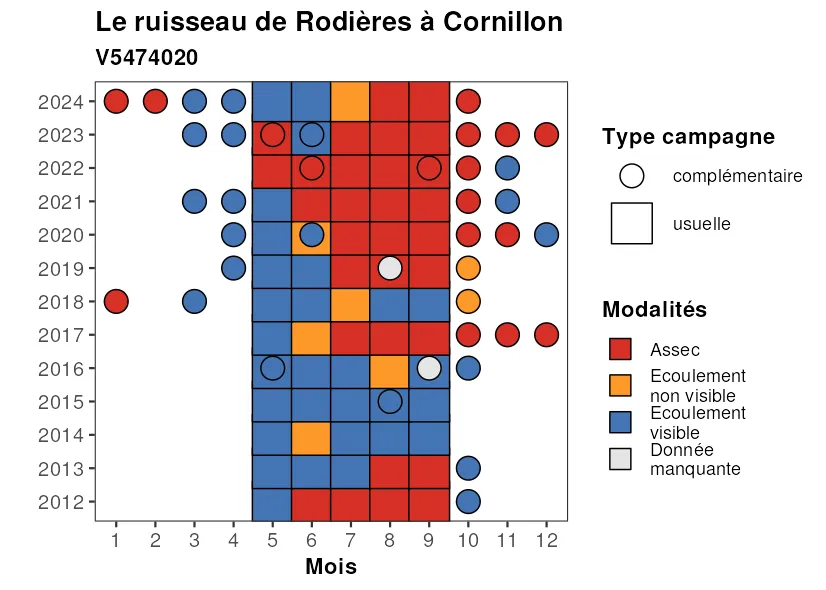 Le ruisseau de Rodières à Cornillon
V5474020
2024
2023
2022
2021
2020
2019
2018
2017
2016
2015
2014
2013
2012
1 2 3 4 5 6 7 8 9 10 11 12
Mois
Type campagne
complémentaire
usuelle
Modalités
Assec
Ecoulement
non visible
Ecoulement
visible
Donnée
manquante